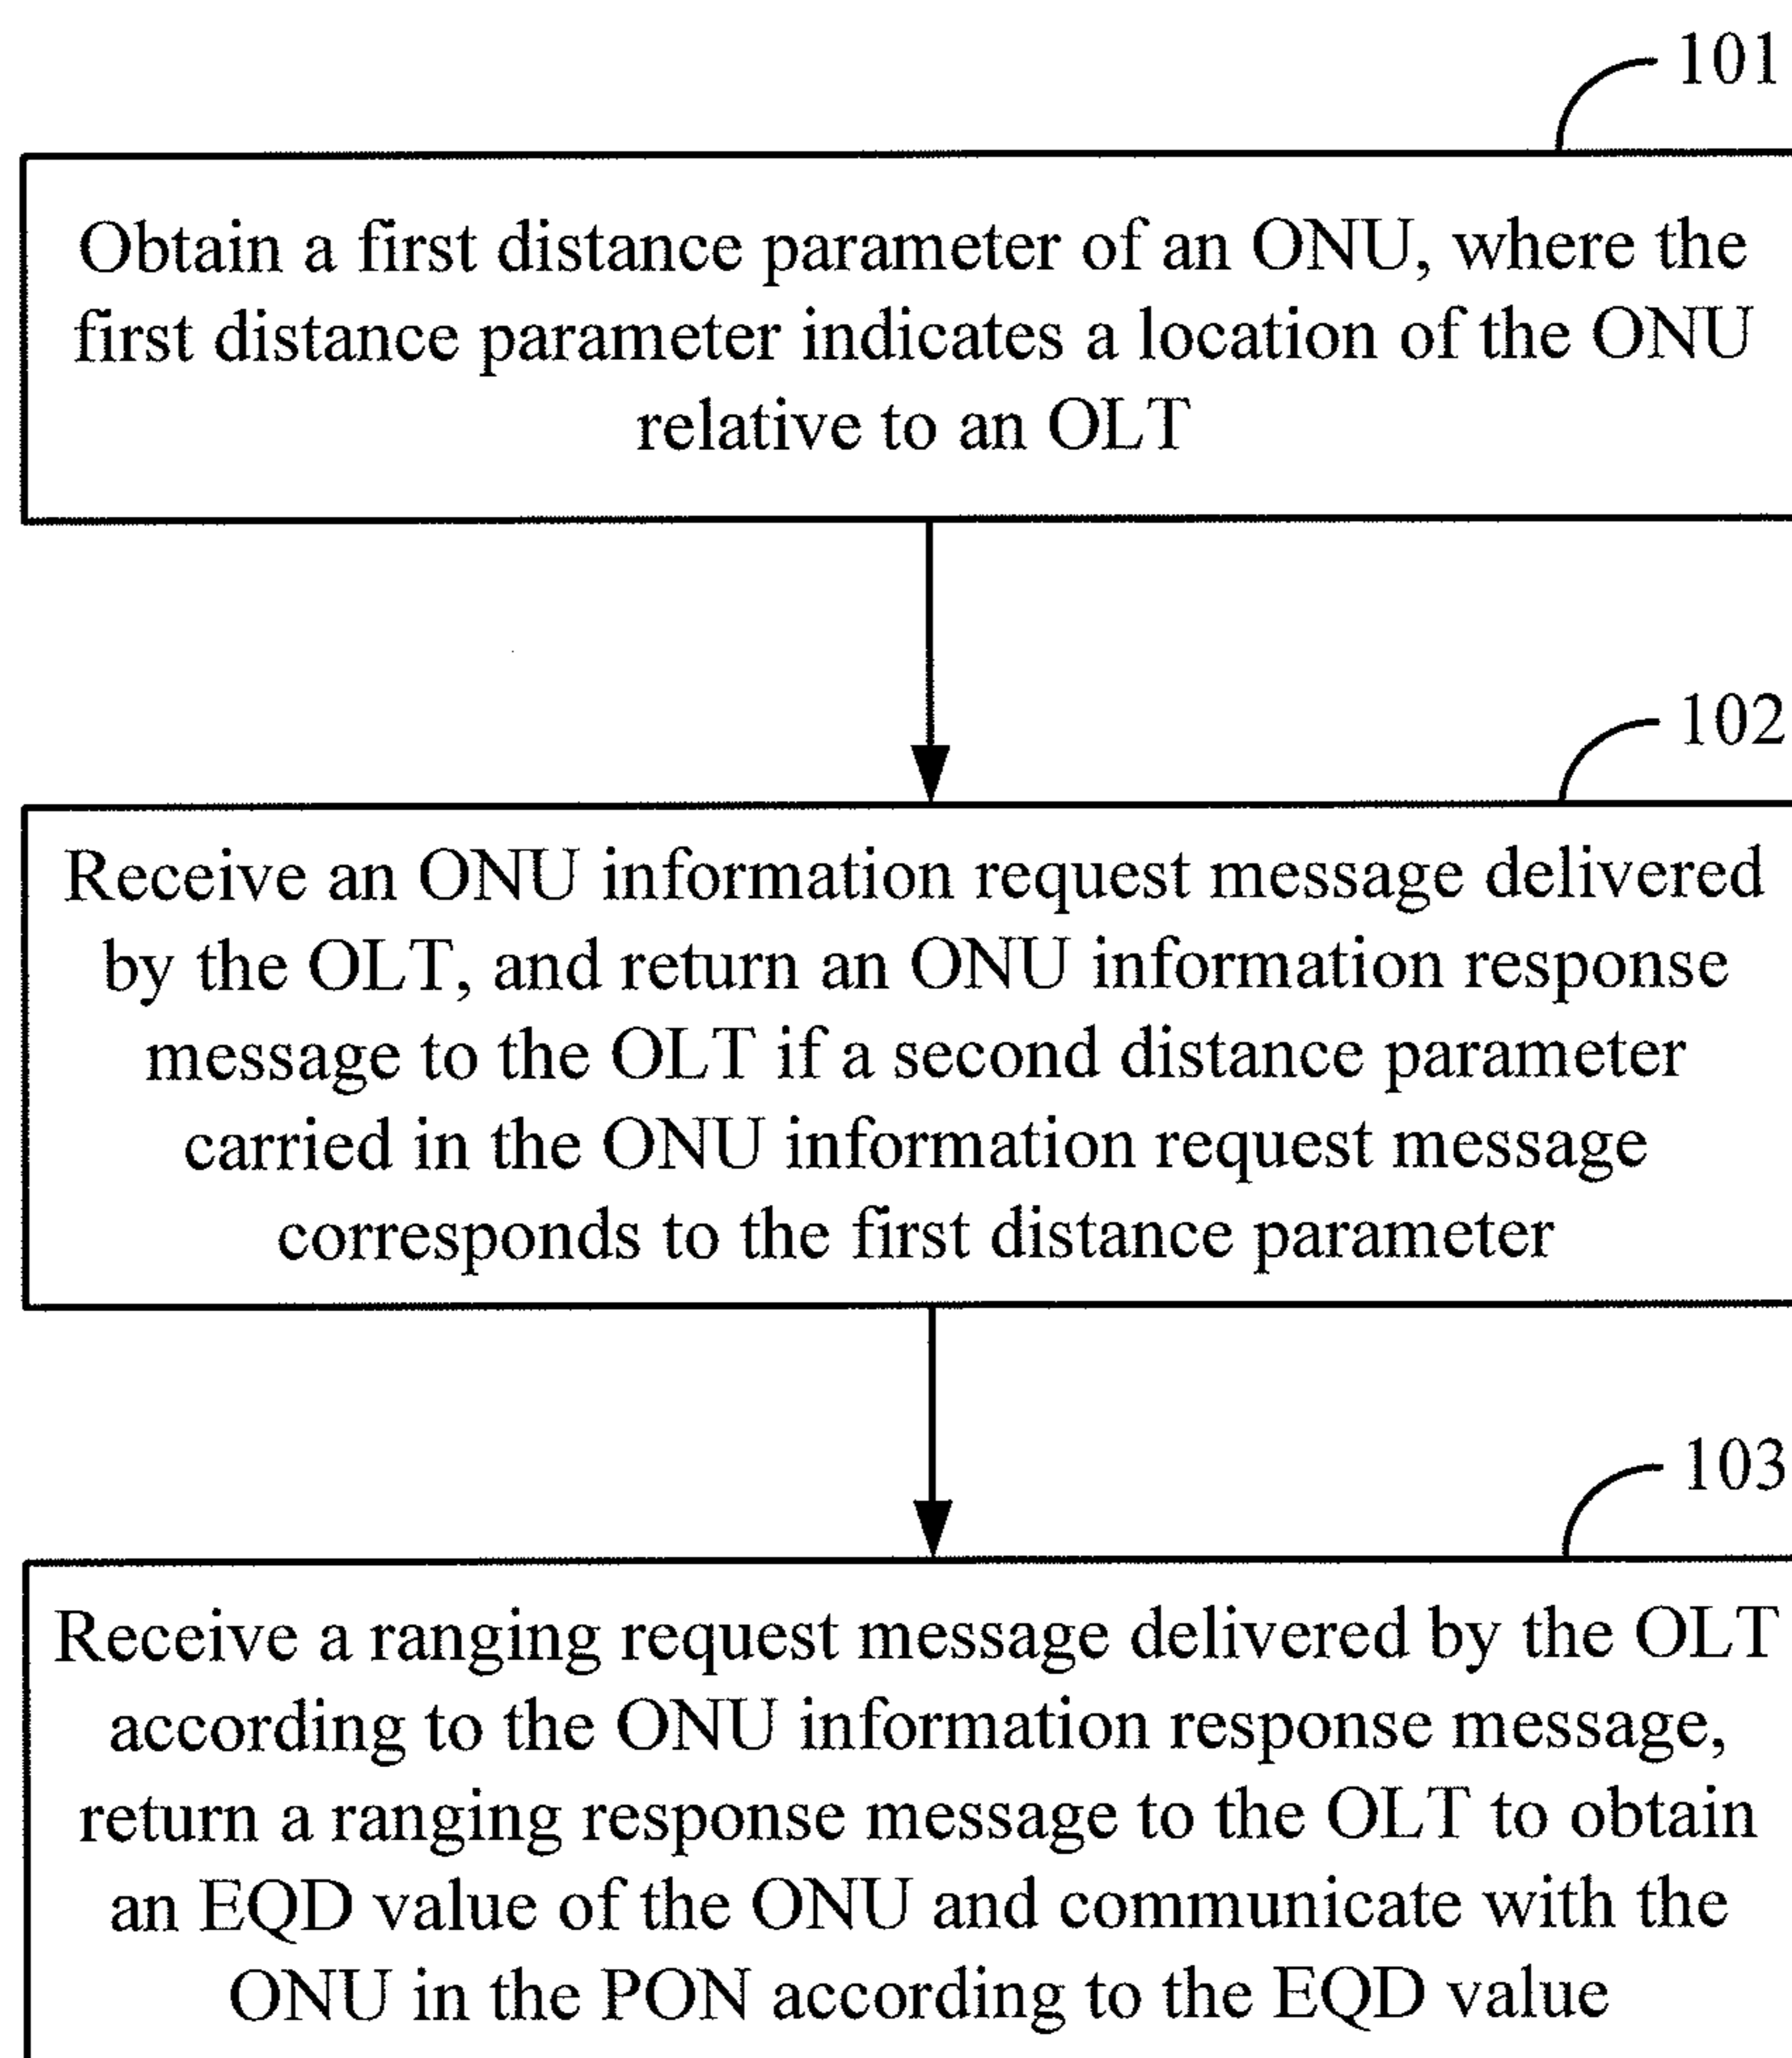 101
Obtain a first distance parameter of an ONU, where the
first distance parameter indicates a location of the ONU
relative to an OLT
102
Receive an ONU information request message delivered
by the OLT, and return an ONU information response
message to the OLT if a second distance parameter
carried in the ONU information request message
corresponds to the first distance parameter
103
Receive a ranging request message delivered by the OLT
according to the ONU information response message,
return a ranging response message to the OLT to obtain
an EQD value of the ONU and communicate with the
ONU in the PON according to the EQD value